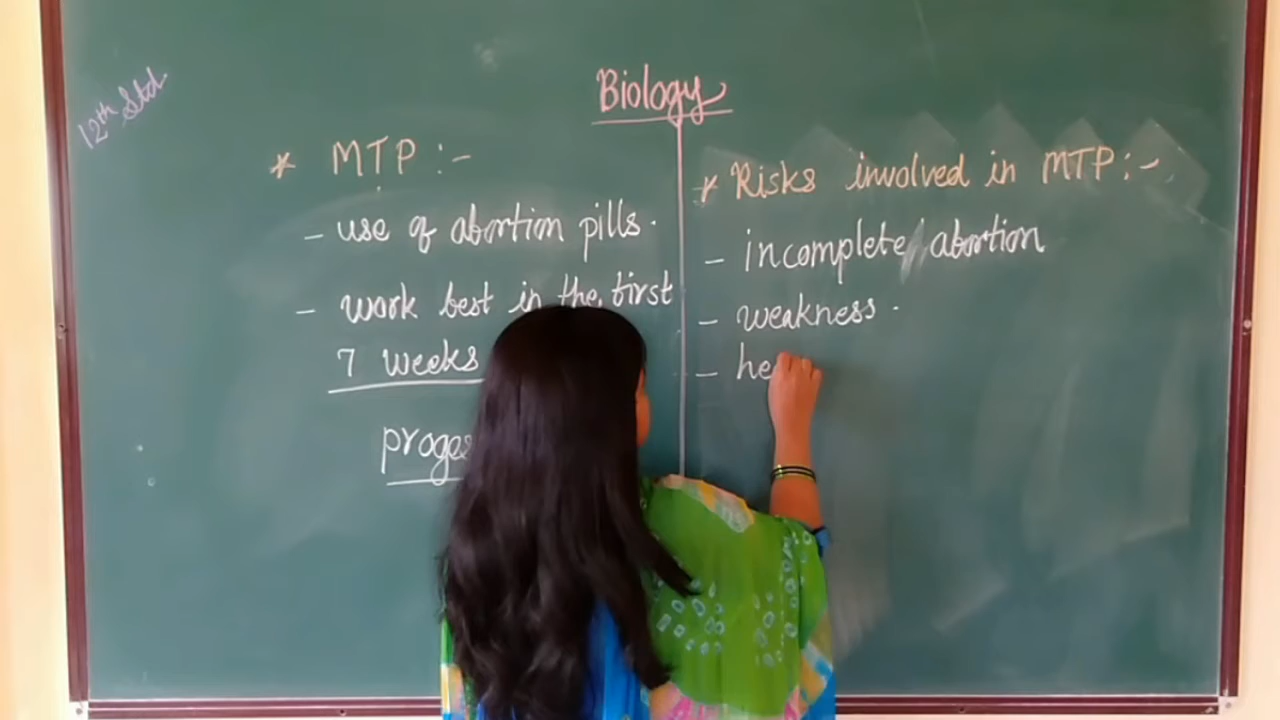 12th Std
Biology
* MTP :-
- use of abortion pills.
- work best in the first
7 weeks
* Risks involved in MTP :-
- incomplete abortion
- weakness .
- he